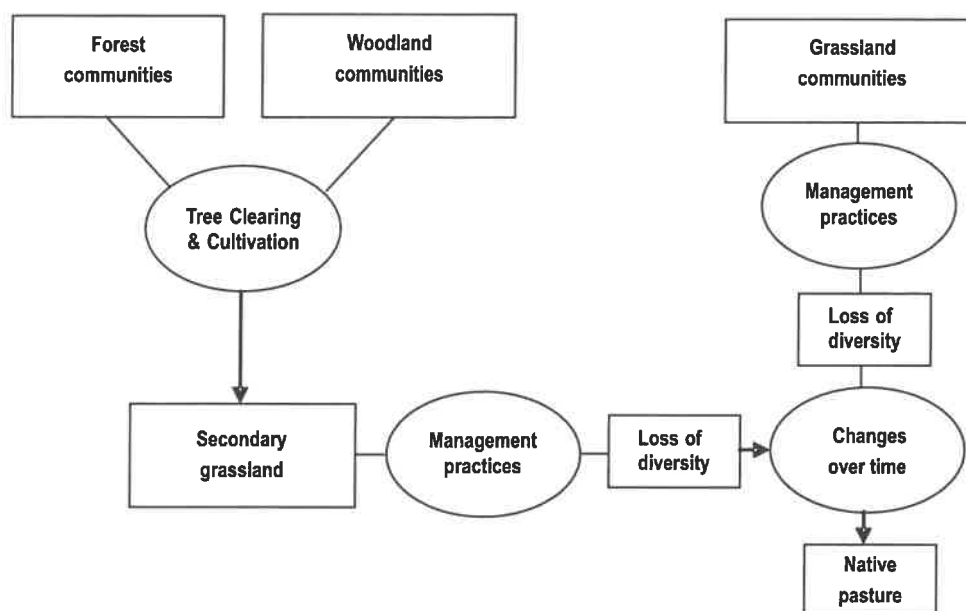 Forest
communities
Woodland
communities
Grassland
communities
Tree Clearing
& Cultivation
Management
practices
Loss of
diversity
Secondary
grassland
Management
practices
Loss of
diversity
Changes
over time
Native
pasture